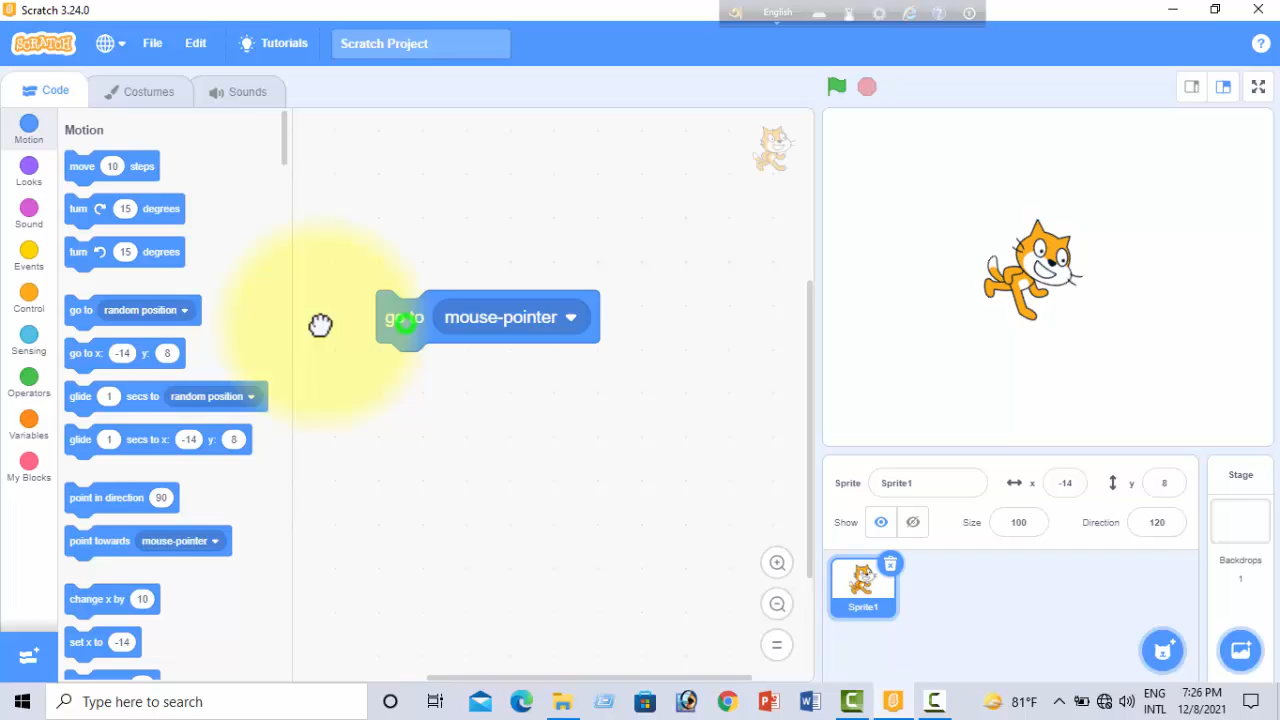 Scratch 3.24.0
English
SCRATCH
File
Edit
Tutorials
Scratch Project
?
Code
Costumes
Sounds
Motion
Looks
Sound
Events
Control
Sensing
Operators
Variables
My Blocks
Motion
move 10 steps
turn 15 degrees
turn 15 degrees
go to random position
go to x: -14 y: 8
glide 1 secs to random position
glide 1 secs to x: -14 y: 8
point in direction 90
point towards mouse-pointer
change x by 10
set x to -14
go to mouse-pointer
Sprite Sprite1 x -14 y 8
Show Size 100 Direction 120
Sprite1
Stage
Backdrops
1
Type here to search
81°F
ENG
INTL
7:26 PM
12/8/2021